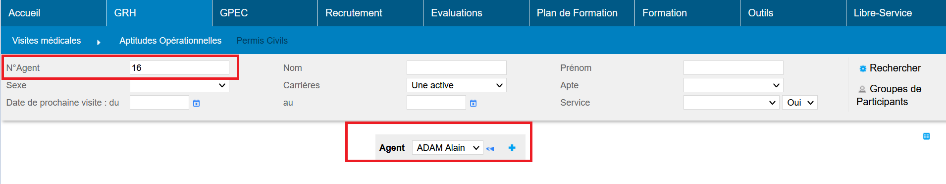 Accueil GRH GPEC Recrutement Evaluations Plan de Formation Formation Outils Libre-Service
Visites médicales Aptitudes Opérationnelles Permis Civils
N°Agent 16 Nom Prénom Rechercher
Sexe Carrières Une active Apte Groupes de
Participants
Date de prochaine visite : du au Service Oui
Agent ADAM Alain